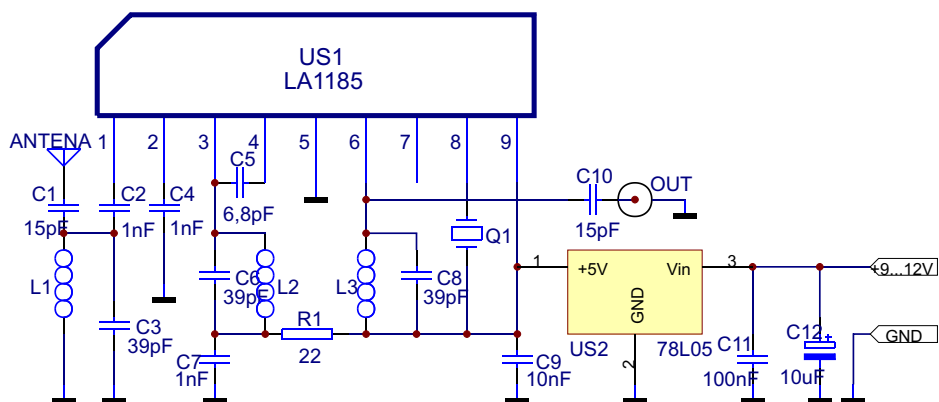 US1
LA1185
ANTENA
1
2
3
4
5
6
7
8
9
C5
6,8pF
C1
15pF
C2
1nF
C4
1nF
C10
15pF
OUT
Q1
L1
C6
39pF
L2
L3
C8
39pF
1
+5V
Vin
3
GND
+9...12V
C3
39pF
R1
22
US2
78L05
2
C11
100nF
C12
+
10uF
GND
C7
1nF
C9
10nF